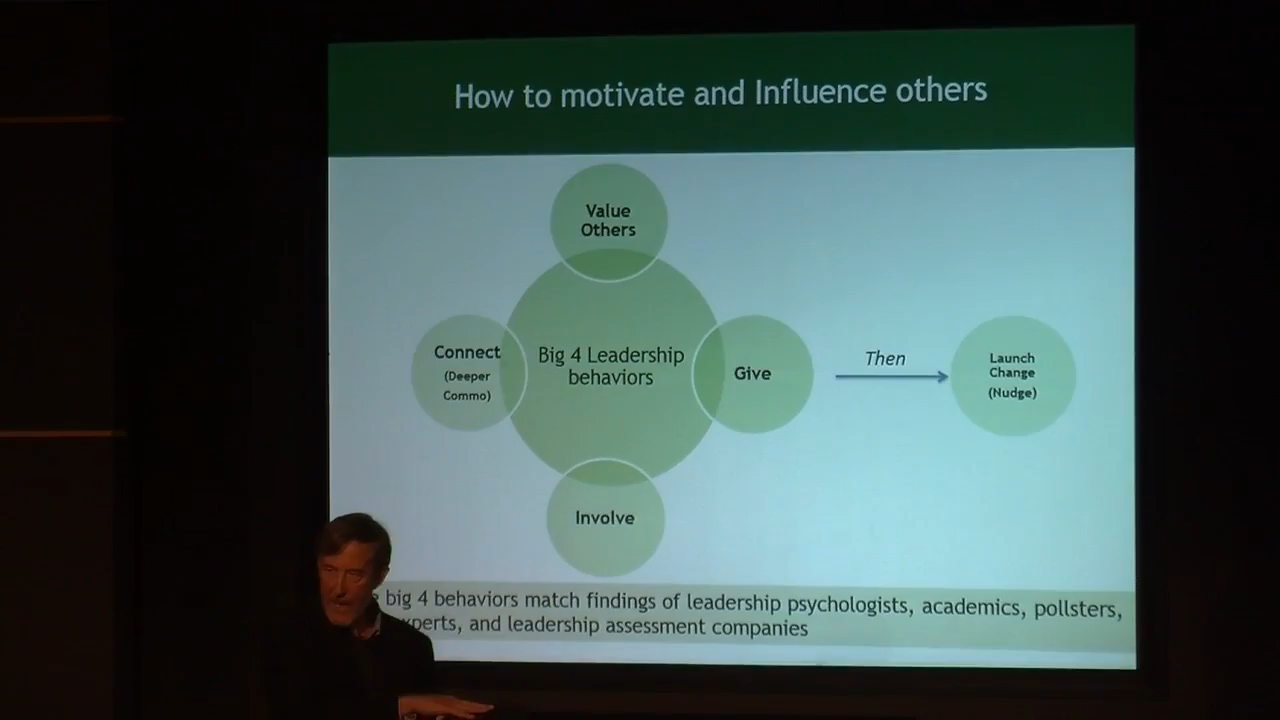 How to motivate and Influence others
Value
Others
Connect
(Deeper
Commo)
Big 4 Leadership
behaviors
Give
Then
Launch
Change
(Nudge)
Involve
big 4 behaviors match findings of leadership psychologists, academics, pollsters,
and leadership assessment companies